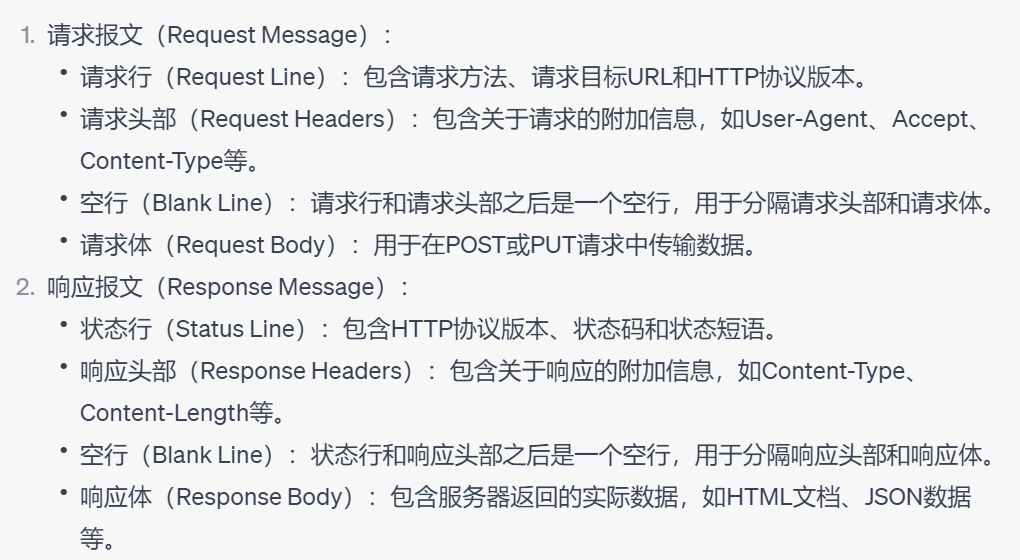 1. 请求报文（Request Message）：
• 请求行（Request Line）：包含请求方法、请求目标URL和HTTP协议版本。
• 请求头部（Request Headers）：包含关于请求的附加信息，如User-Agent、Accept、
Content-Type等。
• 空行（Blank Line）：请求行和请求头部之后是一个空行，用于分隔请求头部和请求体。
• 请求体（Request Body）：用于在POST或PUT请求中传输数据。
2. 响应报文（Response Message）：
• 状态行（Status Line）：包含HTTP协议版本、状态码和状态短语。
• 响应头部（Response Headers）：包含关于响应的附加信息，如Content-Type、
Content-Length等。
• 空行（Blank Line）：状态行和响应头部之后是一个空行，用于分隔响应头部和响应体。
• 响应体（Response Body）：包含服务器返回的实际数据，如HTML文档、JSON数据
等。